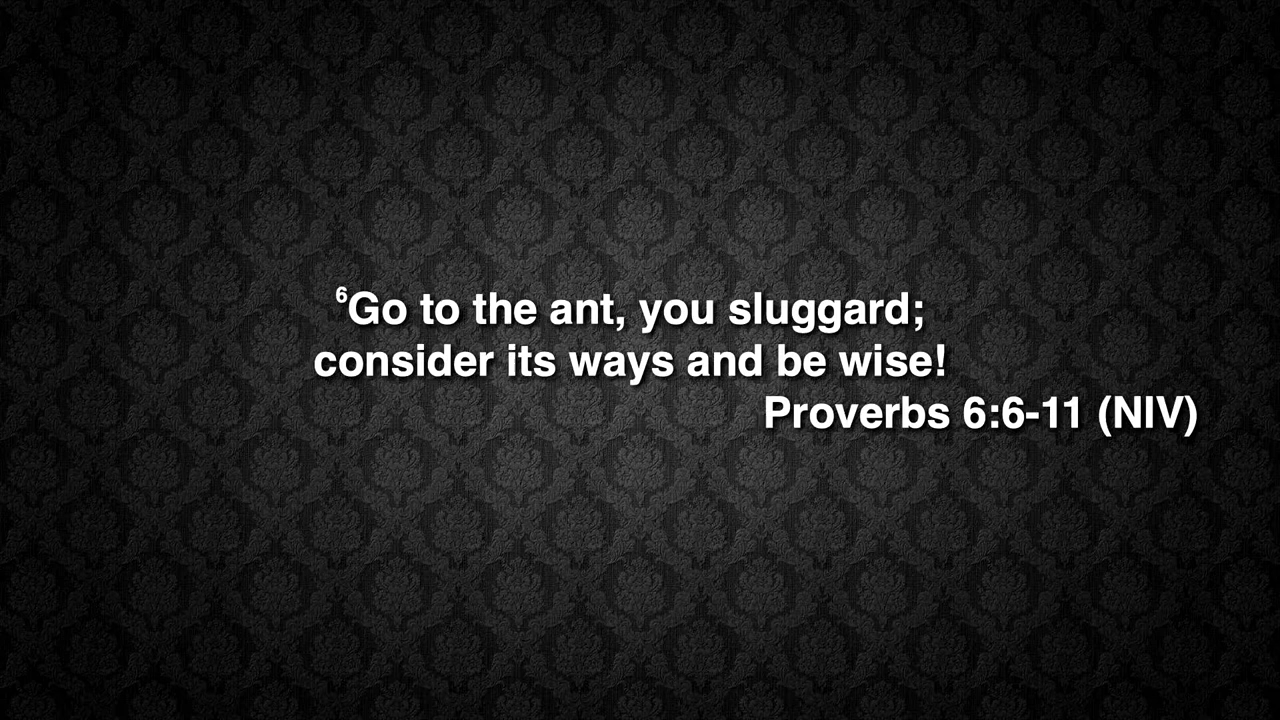 ⁶Go to the ant, you sluggard;
consider its ways and be wise!
Proverbs 6:6-11 (NIV)